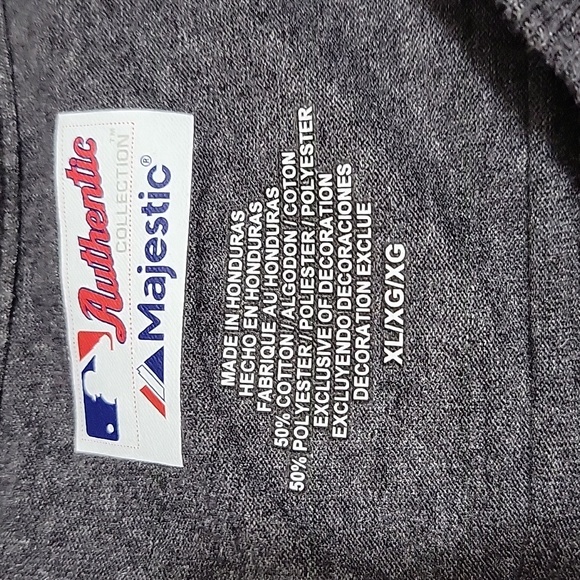 Authentic
COLLECTION™
Majestic®
MADE IN HONDURAS
HECHO EN HONDURAS
FABRIQUE AU HONDURAS
50% COTTON / ALGODON / COTON
50% POLYESTER / POLIESTER / POLYESTER
EXCLUSIVE OF DECORATION
EXCLUYENDO DECORACIONES
DECORATION EXCLUE
XL/XG/XG